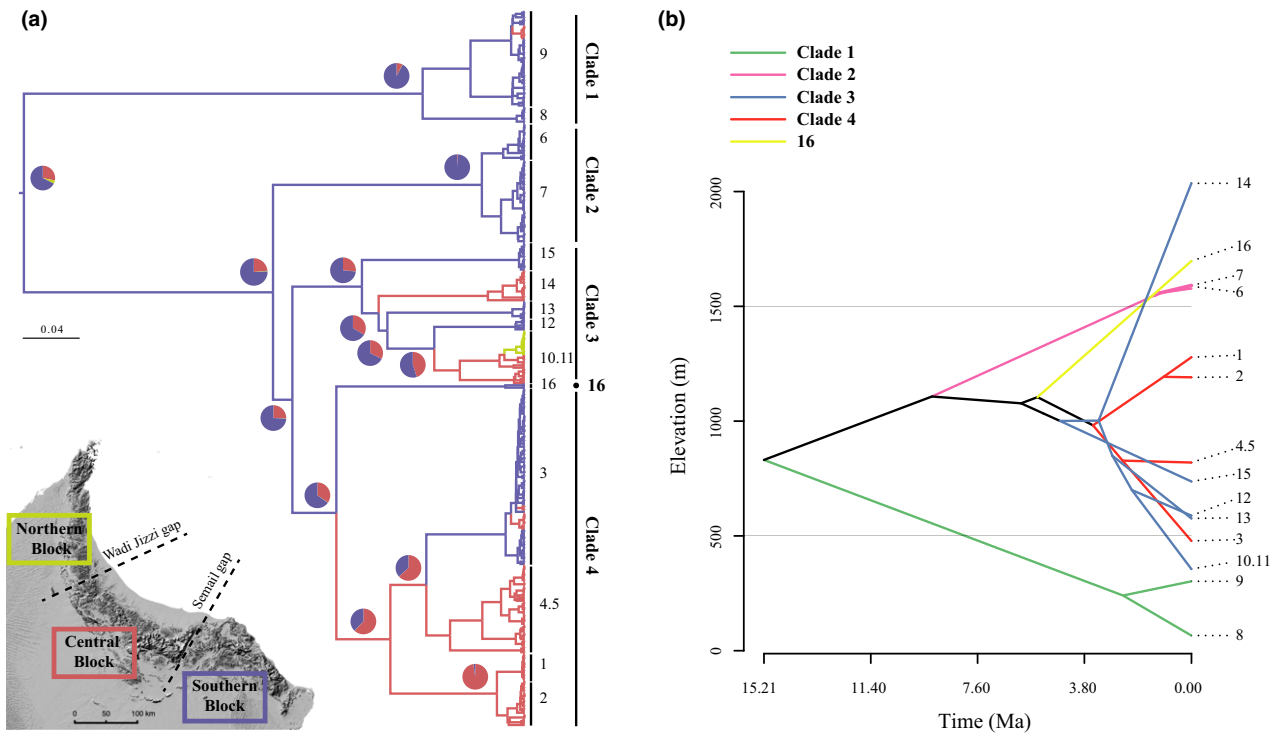 (a)
9
8
Clade 1
6
7
Clade 2
15
14
13
12
10.11
Clade 3
16
16
3
4.5
1
2
Clade 4
0.04
Northern
Block
Wadi Jizzi gap
Semail gap
Central
Block
Southern
Block
0 50 100 km
(b)
Clade 1
Clade 2
Clade 3
Clade 4
16
Elevation (m)
2000
1500
1000
500
0
14
16
7
6
1
2
4.5
15
12
13
3
10.11
9
8
15.21 11.40 7.60 3.80 0.00
Time (Ma)